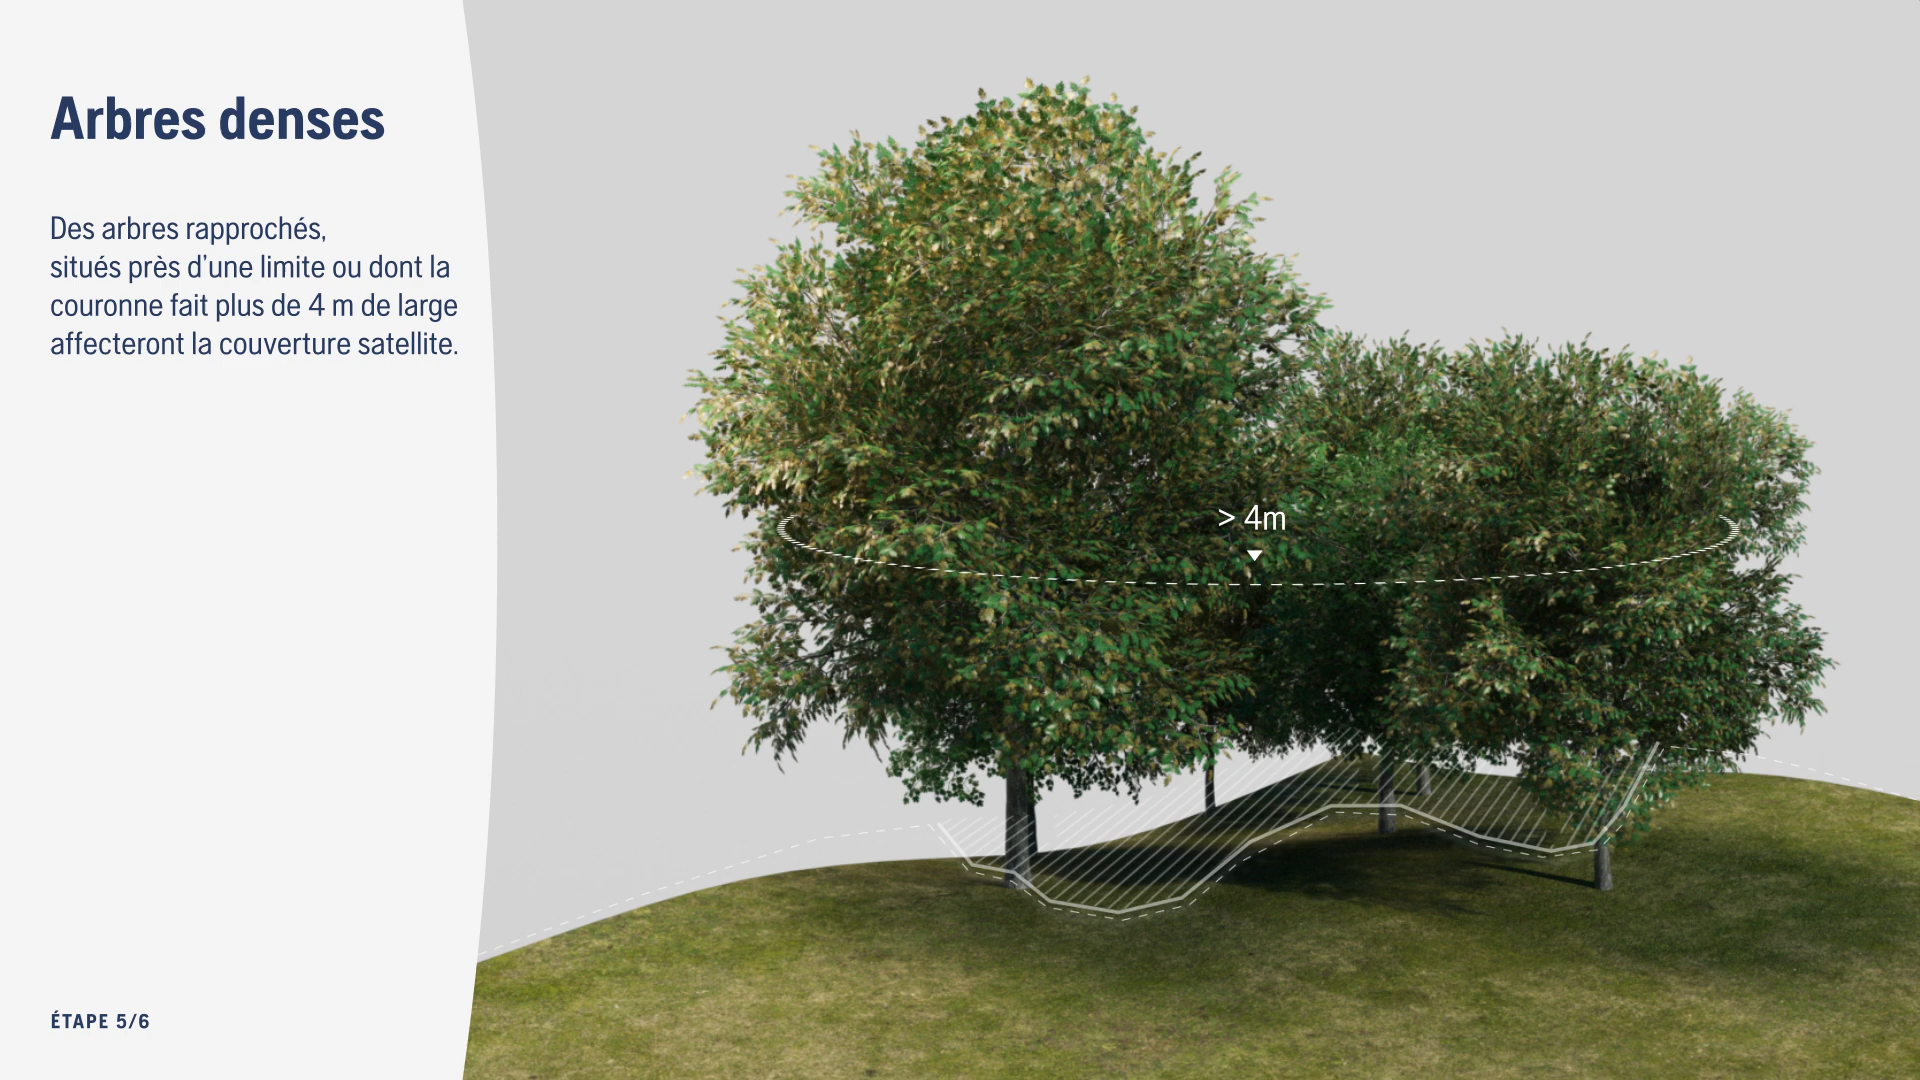 Arbres denses
Des arbres rapprochés,
situés près d’une limite ou dont la
couronne fait plus de 4 m de large
affecteront la couverture satellite.
> 4m
ÉTAPE 5/6